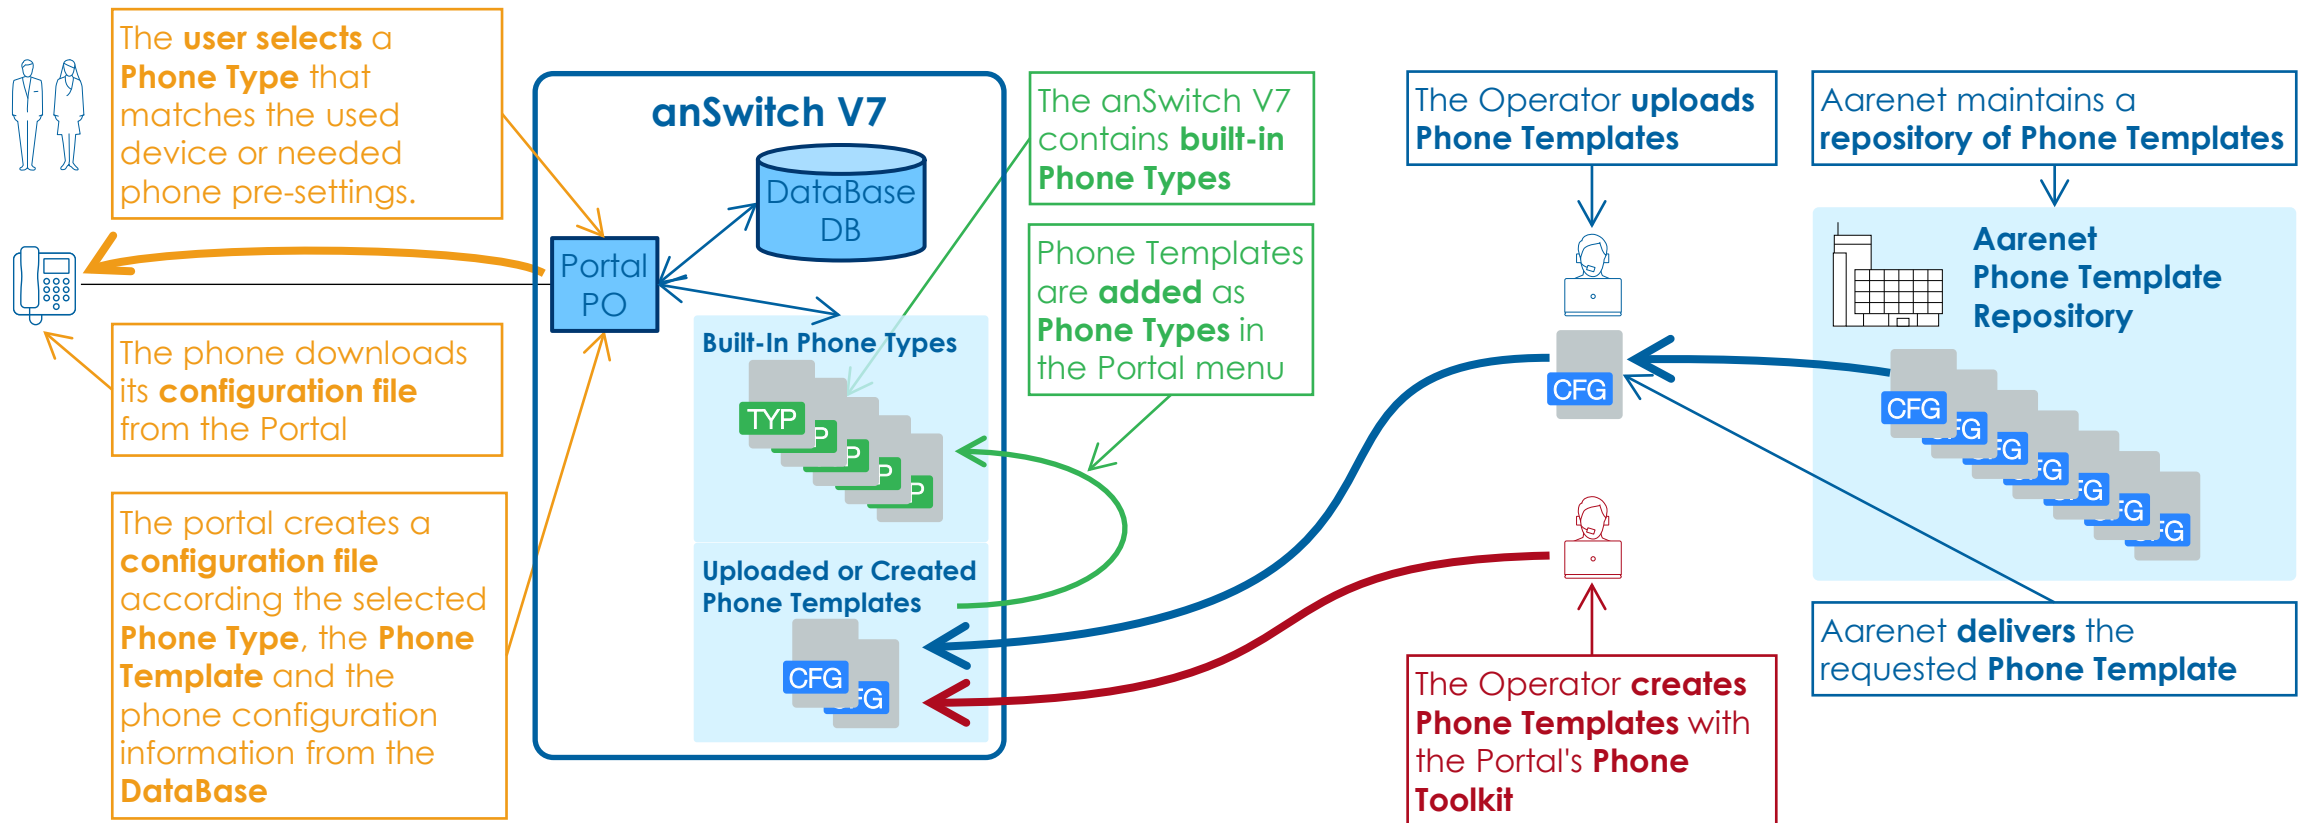 The user selects a
Phone Type that
matches the used
device or needed
phone pre-settings.
The phone downloads
its configuration file
from the Portal
The portal creates a
configuration file
according the selected
Phone Type, the Phone
Template and the
phone configuration
information from the
DataBase
anSwitch V7
DataBase
DB
Portal
PO
Built-In Phone Types
TYP
P
P
P
P
Uploaded or Created
Phone Templates
CFG
FG
The anSwitch V7
contains built-in
Phone Types
Phone Templates
are added as
Phone Types in
the Portal menu
The Operator uploads
Phone Templates
CFG
The Operator creates
Phone Templates with
the Portal's Phone
Toolkit
Aarenet maintains a
repository of Phone Templates
Aarenet
Phone Template
Repository
CFG
CFG
CFG
CFG
CFG
FG
FG
Aarenet delivers the
requested Phone Template